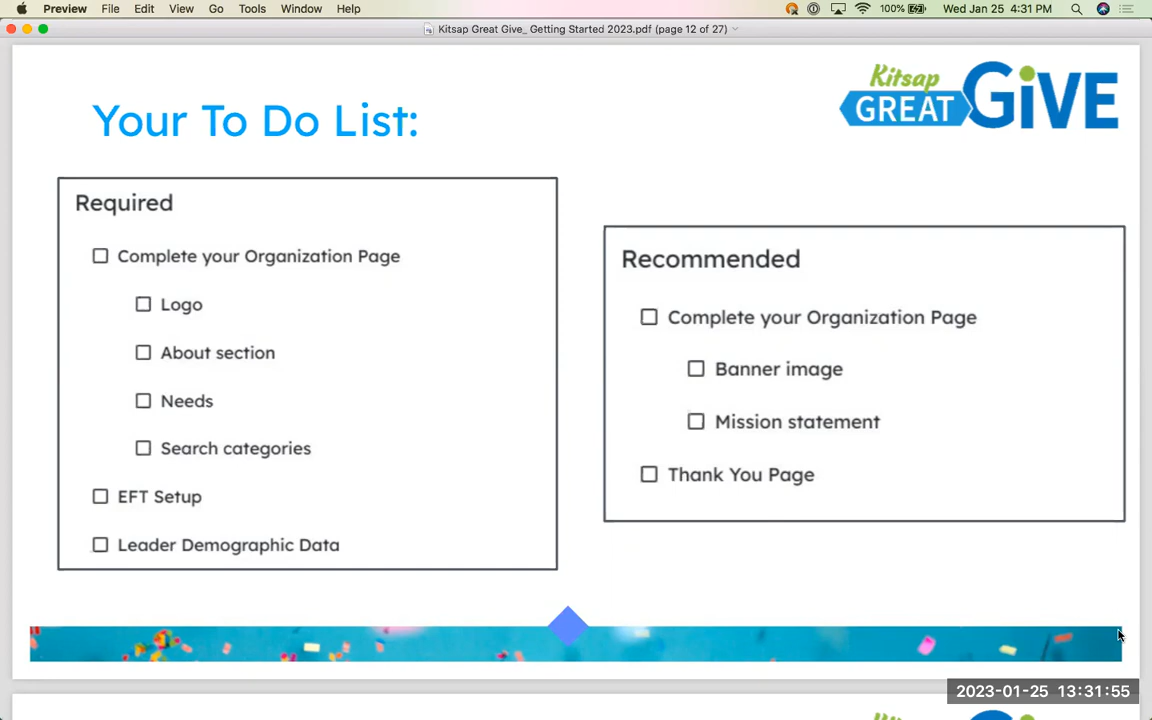 Preview File Edit View Go Tools Window Help 100% Wed Jan 25 4:31 PM
Kitsap Great Give_ Getting Started 2023.pdf (page 12 of 27)
Kitsap
GREAT GiVE
Your To Do List:
Required
Complete your Organization Page
Logo
About section
Needs
Search categories
EFT Setup
Leader Demographic Data
Recommended
Complete your Organization Page
Banner image
Mission statement
Thank You Page
2023-01-25 13:31:55